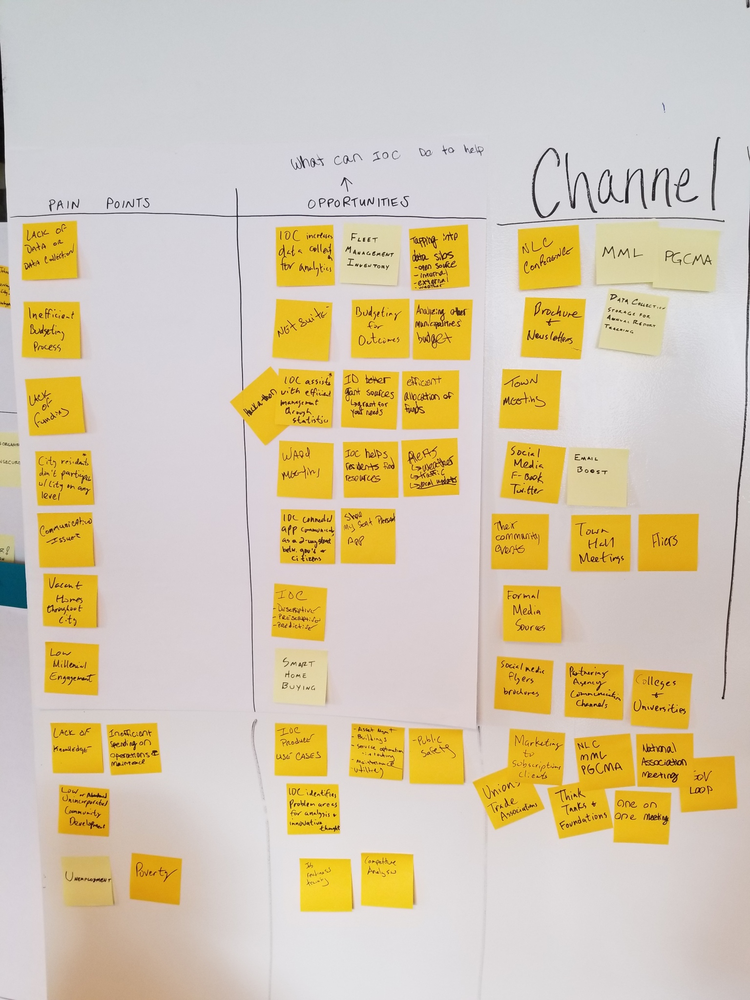 What can IOC Do to help
↑
PAIN POINTS
OPPORTUNITIES
Channel
LACK OF
DATA OR
DATA COLLECTION
IOC increases
data collection
for analytics
FLEET
MANAGEMENT
INVENTORY
Tapping into
data silos
- open source
- internal
- external
- weather
NLC
CONFERENCE
MML
PGCMA
Inefficient
Budgeting
Process
NET SUITE
Budgeting
for
Outcomes
Analyzing other
municipalities'
budget
Brochure
+
Newsletters
DATA COLLECTION
STORAGE FOR
ANNUAL REPORT
TRACKING
LACK
OF
Funding
Hack-a-thon
IOC assists*
with efficient
management
through
statistics
ID better
grant sources
↳ grant for
your needs
efficient
allocation of
funds
TOWN
MEETING
City residents*
don't participate
w/ City on any
level
WARD
MEETING
IOC helps
residents find
resources
Alerts
↳ weather
↳ traffic
↳ local updates
Social
Media
F-Book
Twitter
EMAIL
BOOST
COMMUNICATION
ISSUES
IOC connected
app communicates
as a 2-way street
betw. gov's &
citizens
Show
My SEAT PLEASANT
APP
Their
community
events
Town
Hall
Meetings
Fliers
Vacant
Homes
throughout
City
IOC
- DESCRIPTIVE
- PRESCRIPTIVE
- PREDICTIVE
Formal
Media
Sources
Low
Millenial
Engagement
SMART
HOME
BUYING
Social media
flyers
brochures
Partnering
Agency
Communication
Channels
Colleges
+
Universities
LACK OF
Knowledge
Inefficient
spending on
operations &
Maintence
IOC
PRODUCT
USE CASES
- Asset Mgmt
- Buildings
- Service optimation
- i.e. routing
- Maintenance
- Utility
- Public
Safety
Marketing
to
Subscriptions
Clients
NLC
MML
PGCMA
National
Association
Meeting
GOV
LOOP
Low or Abandoned
Unincorporated
Community
Development
IOC identifies
Problem areas
for analysis &
innovative
thought
Unions
Trade
Associations
Think
Tanks &
Foundations
One on
one Meeting
UNEMPLOYMENT
Poverty
Job
readiness
training
Competitive
Analysis